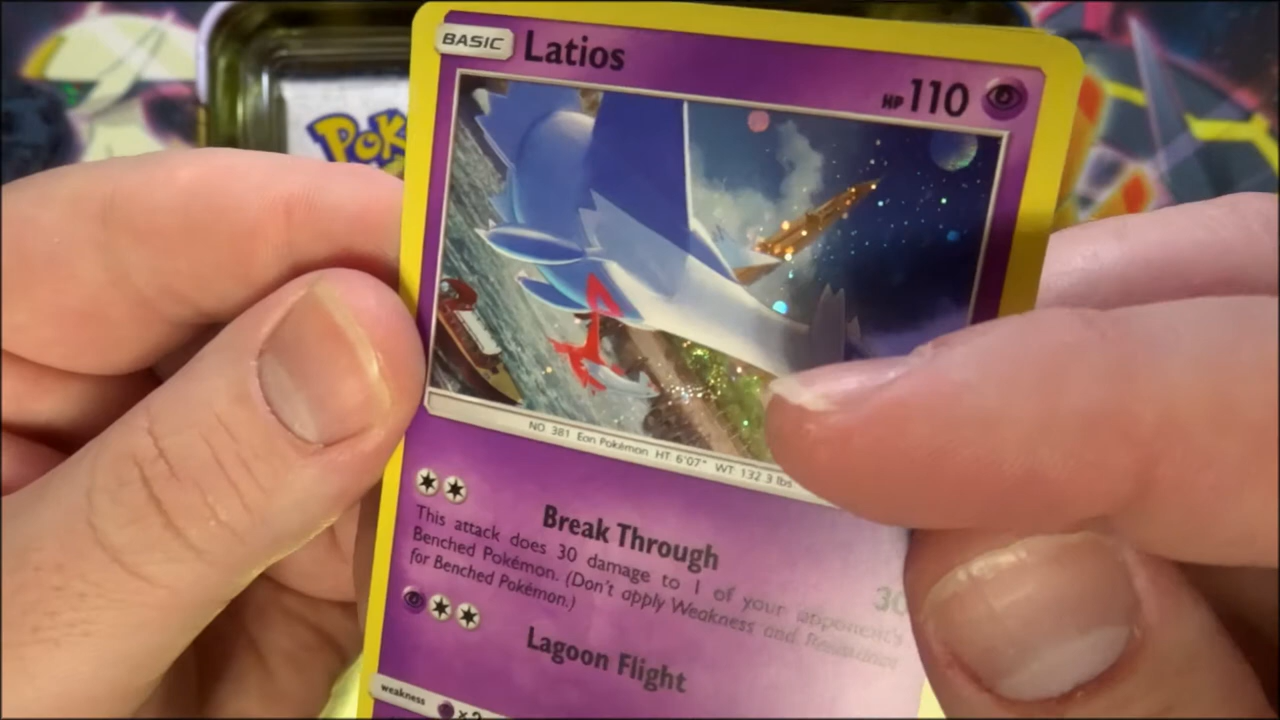 POK
BASIC Latios HP 110
NO 381 Eon Pokémon HT 6'07" WT 132.3 lbs
Break Through 30
This attack does 30 damage to 1 of your opponent's
Benched Pokémon. (Don't apply Weakness and Resistance
for Benched Pokémon.)
Lagoon Flight
weakness
×2